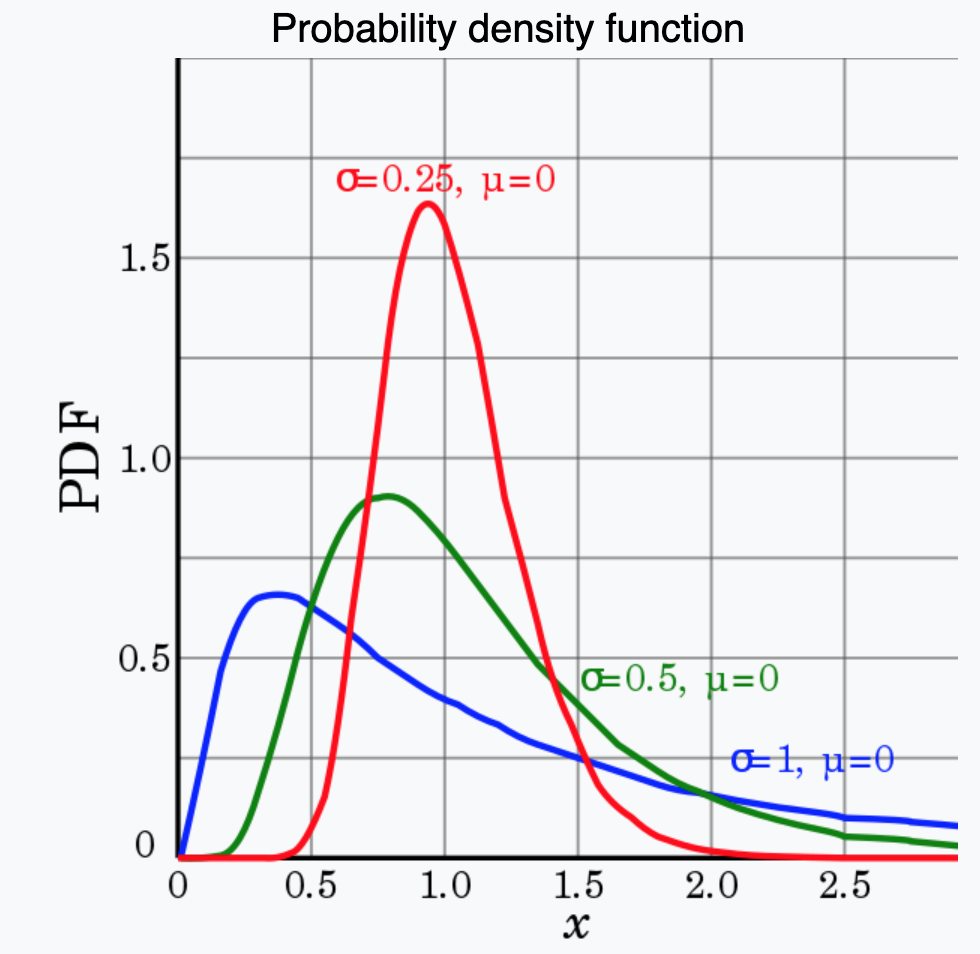 Probability density function
σ=0.25, μ=0
1.5
PDF
1.0
0.5
σ=0.5, μ=0
σ=1, μ=0
0
0 0.5 1.0 1.5 2.0 2.5
x